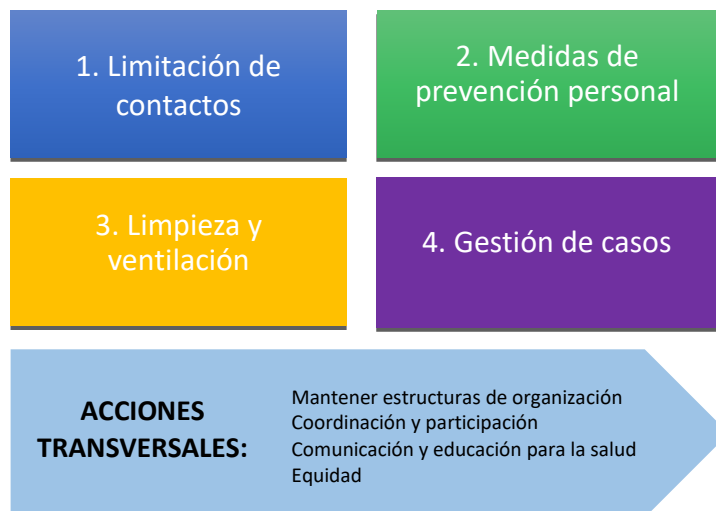 1. Limitación de
contactos
2. Medidas de
prevención personal
3. Limpieza y
ventilación
4. Gestión de casos
ACCIONES
TRANSVERSALES:
Mantener estructuras de organización
Coordinación y participación
Comunicación y educación para la salud
Equidad